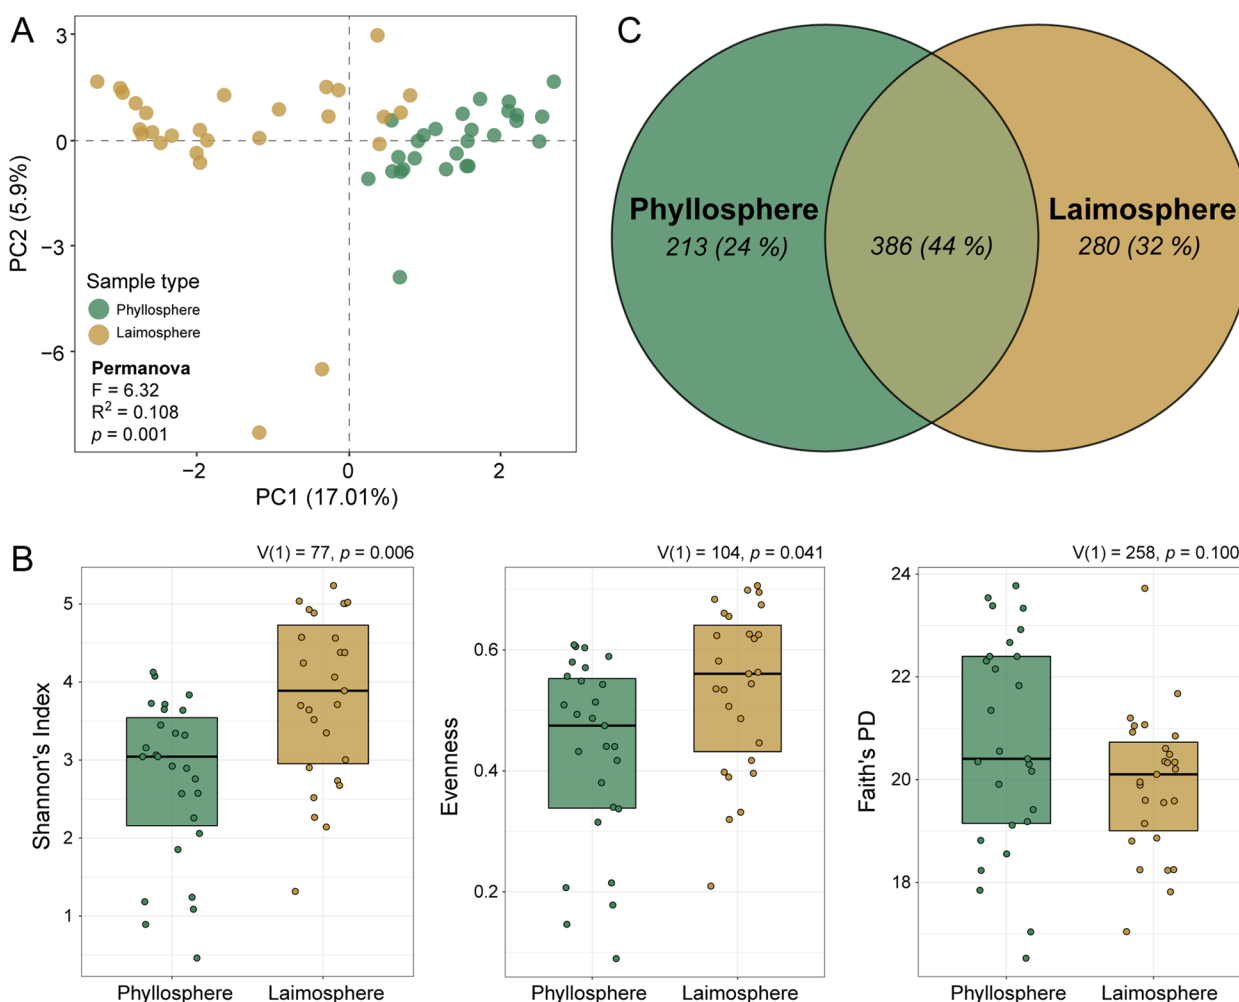 A
3
0
−3
−6
PC2 (5.9%)
Sample type
Phyllosphere
Laimosphere
Permanova
F = 6.32
R² = 0.108
p = 0.001
−2
0
2
PC1 (17.01%)
C
Phyllosphere
213 (24 %)
386 (44 %)
Laimosphere
280 (32 %)
B
V(1) = 77, p = 0.006
Shannon's Index
5
4
3
2
1
Phyllosphere
Laimosphere
V(1) = 104, p = 0.041
Evenness
0.6
0.4
0.2
Phyllosphere
Laimosphere
V(1) = 258, p = 0.100
Faith's PD
24
22
20
18
Phyllosphere
Laimosphere